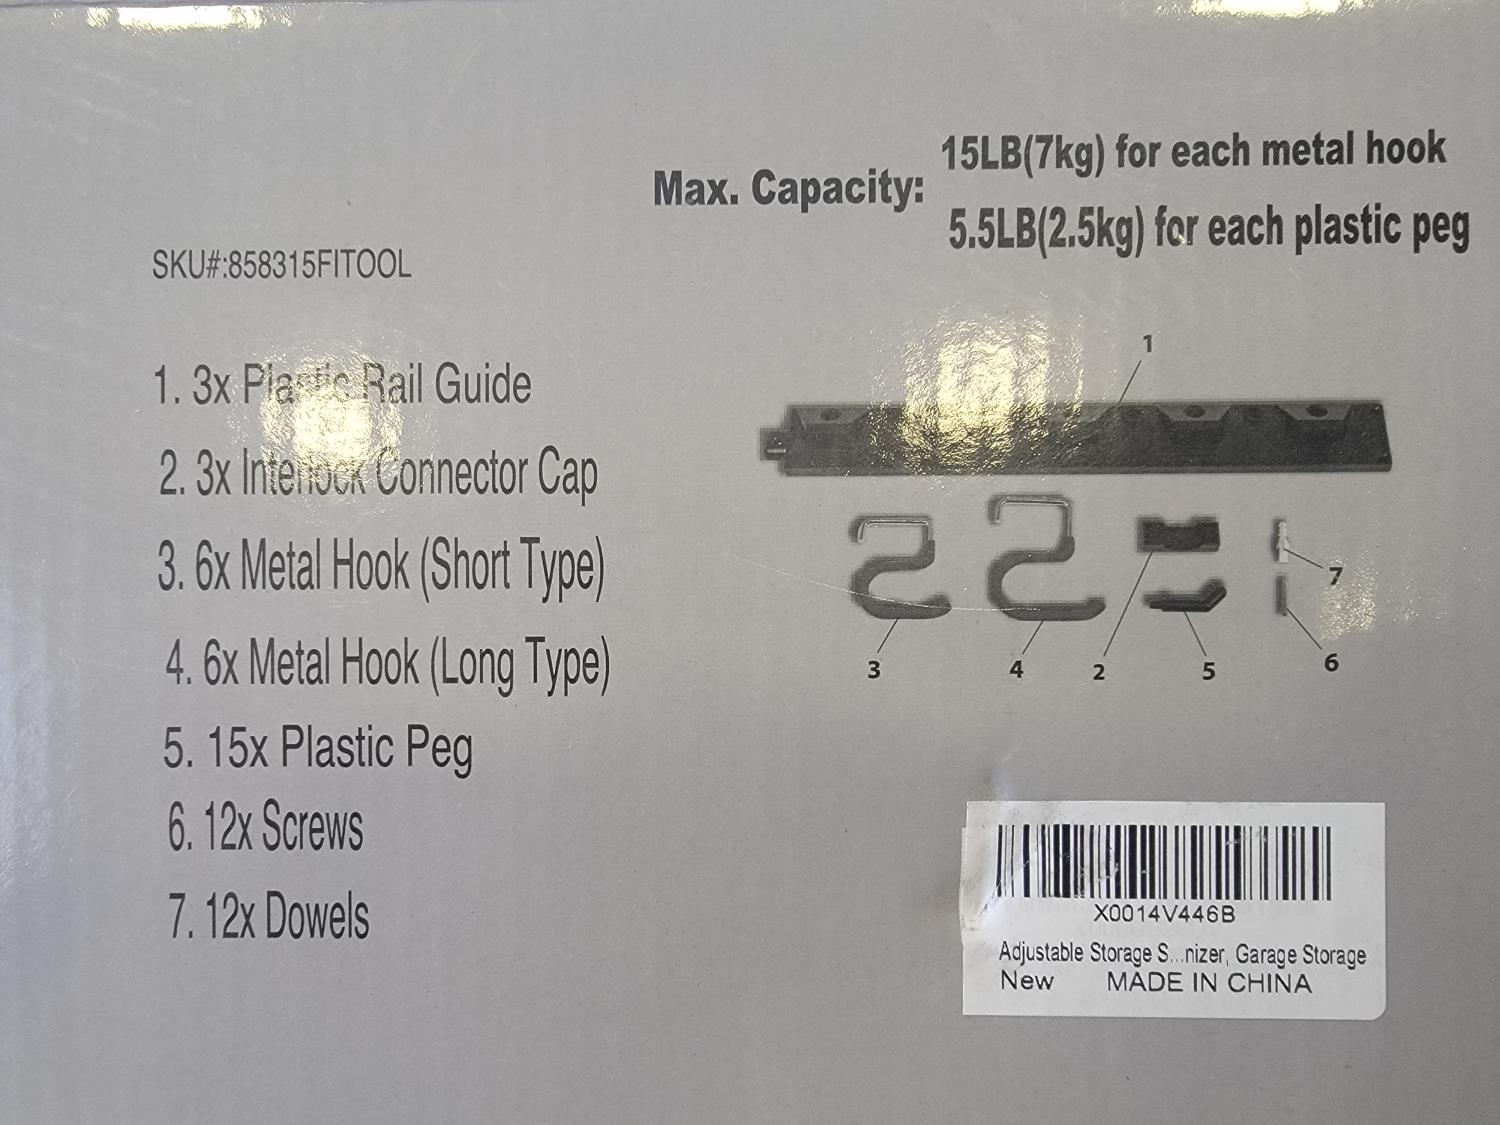 Max. Capacity:
15LB(7kg) for each metal hook
5.5LB(2.5kg) for each plastic peg
SKU#:858315FITOOL
1. 3x Plastic Rail Guide
2. 3x Interlock Connector Cap
3. 6x Metal Hook (Short Type)
4. 6x Metal Hook (Long Type)
5. 15x Plastic Peg
6. 12x Screws
7. 12x Dowels
1
7
3
4
2
5
6
X0014V446B
Adjustable Storage S...nizer, Garage Storage
New MADE IN CHINA